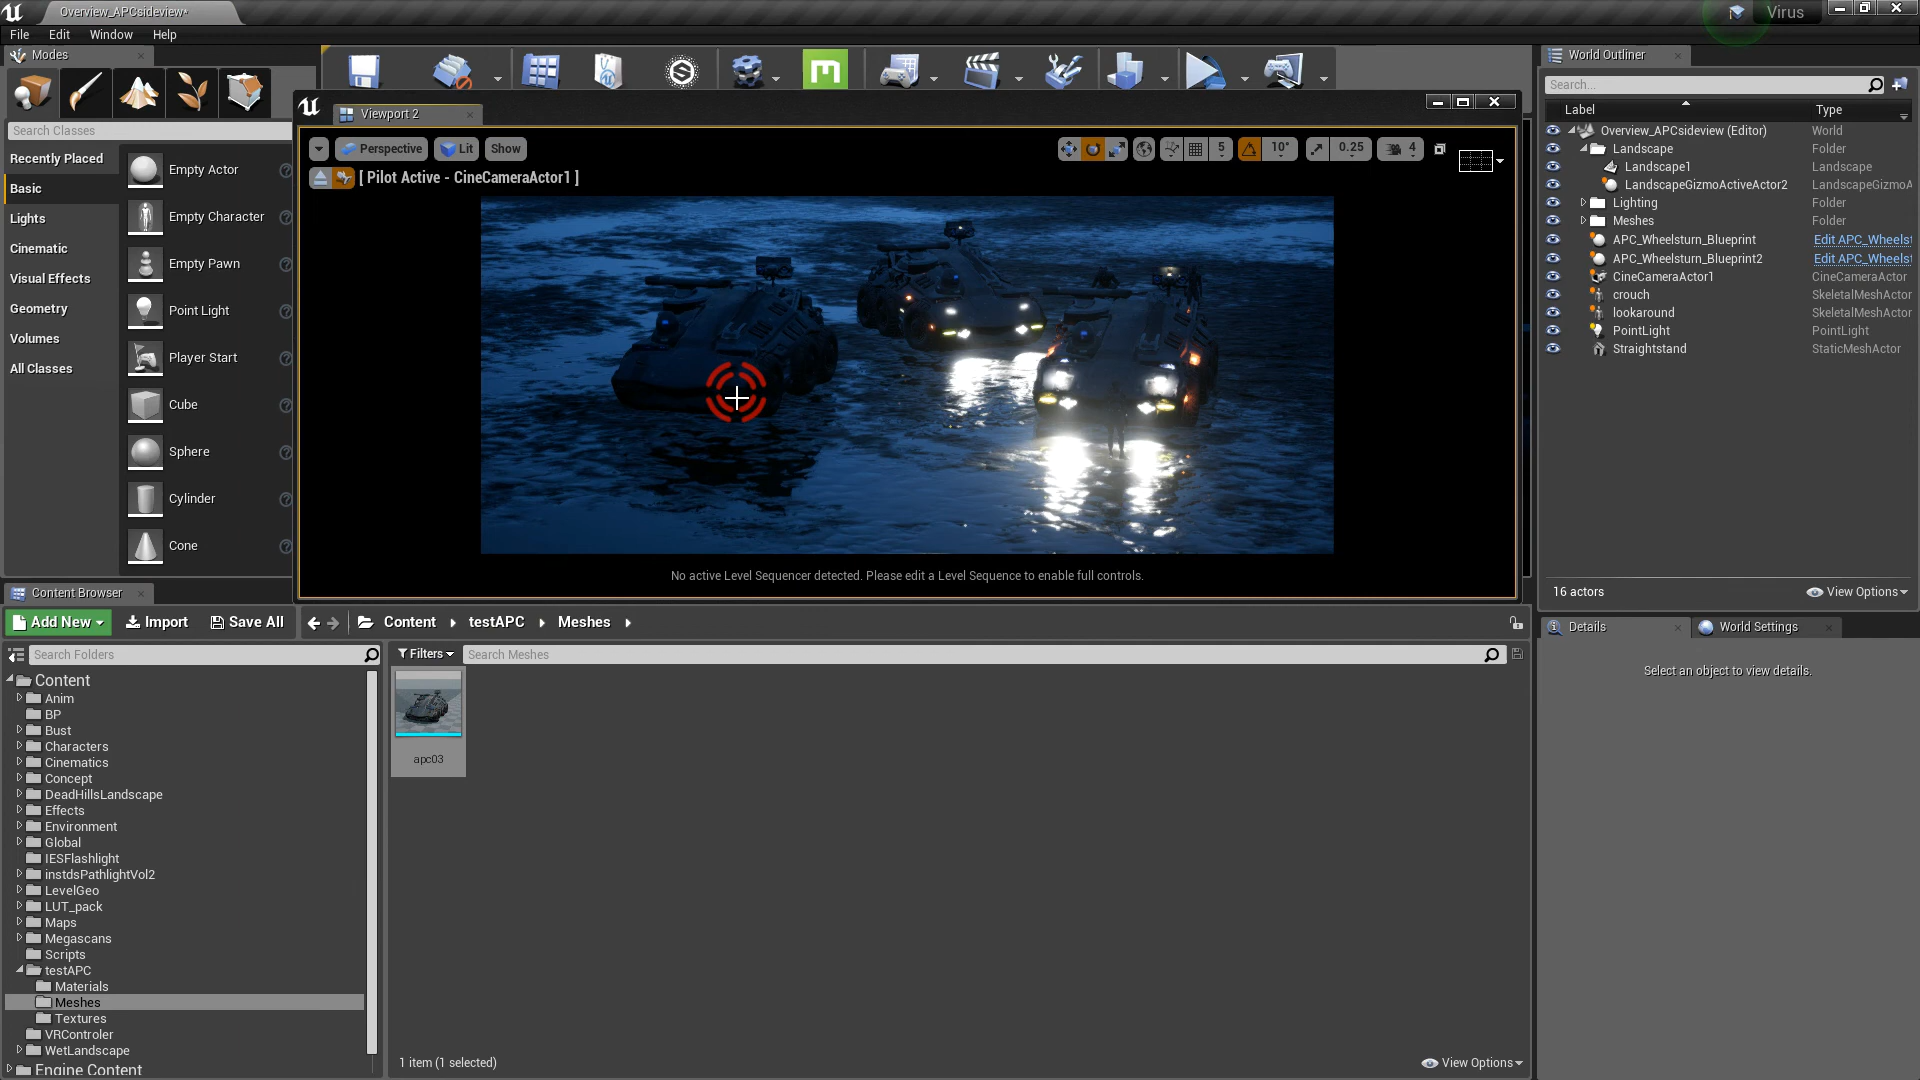 Overview_APCsideview*
Virus
File Edit Window Help
Modes
Search Classes
Recently Placed
Basic
Lights
Cinematic
Visual Effects
Geometry
Volumes
All Classes
Empty Actor
Empty Character
Empty Pawn
Point Light
Player Start
Cube
Sphere
Cylinder
Cone
Viewport 2
Perspective Lit Show
5 10° 0.25 4
[ Pilot Active - CineCameraActor1 ]
No active Level Sequencer detected. Please edit a Level Sequence to enable full controls.
World Outliner
Search...
Label Type
Overview_APCsideview (Editor) World
Landscape Folder
Landscape1 Landscape
LandscapeGizmoActiveActor2 LandscapeGizmoA
Lighting Folder
Meshes Folder
APC_Wheelsturn_Blueprint Edit APC_Wheelst
APC_Wheelsturn_Blueprint2 Edit APC_Wheelst
CineCameraActor1 CineCameraActor
crouch SkeletalMeshActor
lookaround SkeletalMeshActor
PointLight PointLight
Straightstand StaticMeshActor
16 actors View Options
Details World Settings
Select an object to view details.
Content Browser
Add New Import Save All Content testAPC Meshes
Search Folders
Filters Search Meshes
Content
Anim
BP
Bust
Characters
Cinematics
Concept
DeadHillsLandscape
Effects
Environment
Global
IESFlashlight
instdsPathlightVol2
LevelGeo
LUT_pack
Maps
Megascans
Scripts
testAPC
Materials
Meshes
Textures
VRControler
WetLandscape
Engine Content
apc03
1 item (1 selected) View Options